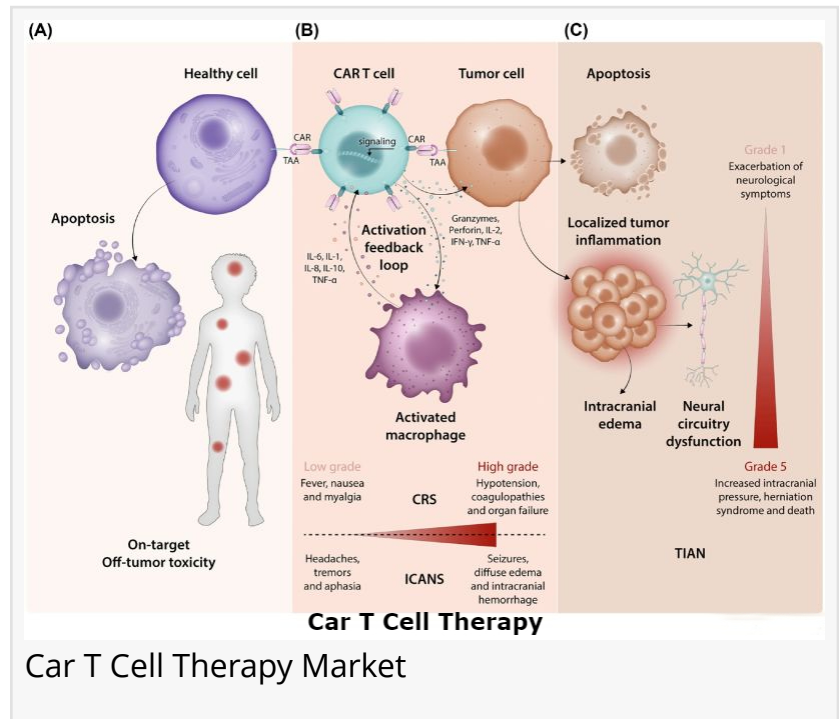 (A)
Healthy cell
CAR
TAA
Apoptosis
On-target
Off-tumor toxicity
(B)
CAR T cell
Tumor cell
signaling
CAR
TAA
Activation
feedback
loop
IL-6, IL-1,
IL-8, IL-10,
TNF-α
Granzymes,
Perforin, IL-2,
IFN-γ, TNF-α
Activated
macrophage
Low grade
Fever, nausea
and myalgia
CRS
High grade
Hypotension,
coagulopathies
and organ failure
Headaches,
tremors
and aphasia
ICANS
Seizures,
diffuse edema
and intracranial
hemorrhage
(C)
Apoptosis
Localized tumor
inflammation
Intracranial
edema
Neural
circuitry
dysfunction
Grade 1
Exacerbation of
neurological
symptoms
Grade 5
Increased intracranial
pressure, herniation
syndrome and death
TIAN
Car T Cell Therapy
Car T Cell Therapy Market